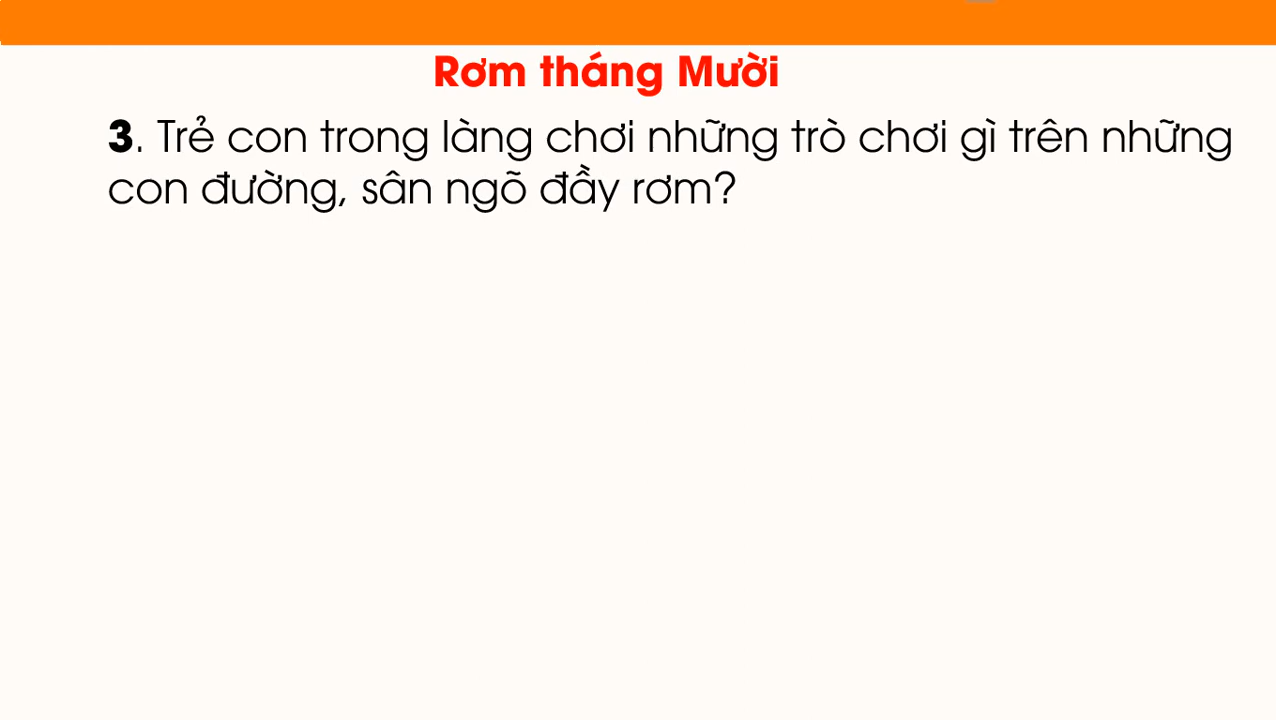 Rơm tháng Mười
3. Trẻ con trong làng chơi những trò chơi gì trên những
con đường, sân ngõ đầy rơm?